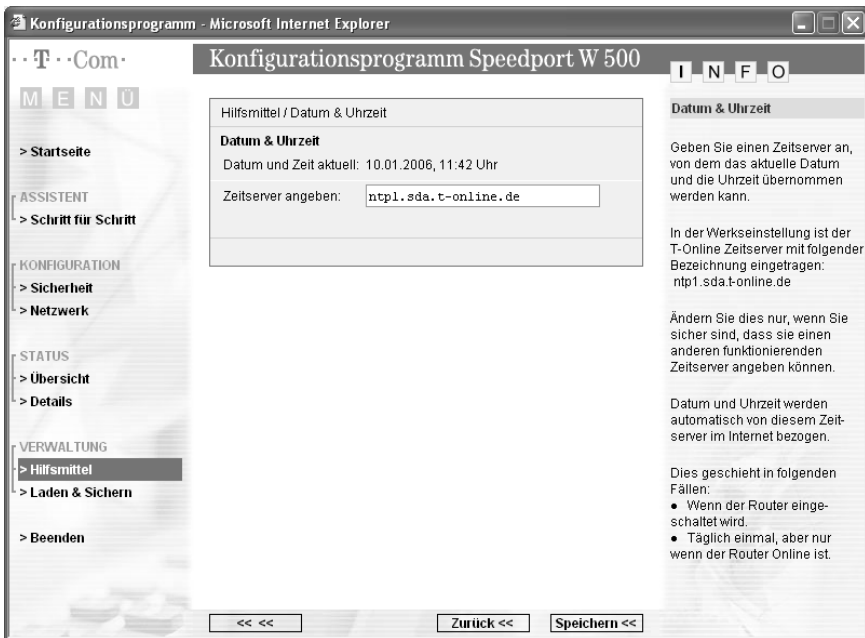 Konfigurationsprogramm - Microsoft Internet Explorer
· · T · · Com ·
Konfigurationsprogramm Speedport W 500
MENÜ
> Startseite
ASSISTENT
> Schritt für Schritt
KONFIGURATION
> Sicherheit
> Netzwerk
STATUS
> Übersicht
> Details
VERWALTUNG
> Hilfsmittel
> Laden & Sichern
> Beenden
Hilfsmittel / Datum & Uhrzeit
Datum & Uhrzeit
Datum und Zeit aktuell: 10.01.2006, 11:42 Uhr
Zeitserver angeben: ntp1.sda.t-online.de
<< <<
Zurück <<
Speichern <<
INFO
Datum & Uhrzeit
Geben Sie einen Zeitserver an,
von dem das aktuelle Datum
und die Uhrzeit übernommen
werden kann.
In der Werkseinstellung ist der
T-Online Zeitserver mit folgender
Bezeichnung eingetragen:
ntp1.sda.t-online.de
Ändern Sie dies nur, wenn Sie
sicher sind, dass sie einen
anderen funktionierenden
Zeitserver angeben können.
Datum und Uhrzeit werden
automatisch von diesem Zeit-
server im Internet bezogen.
Dies geschieht in folgenden
Fällen:
● Wenn der Router einge-
schaltet wird.
● Täglich einmal, aber nur
wenn der Router Online ist.